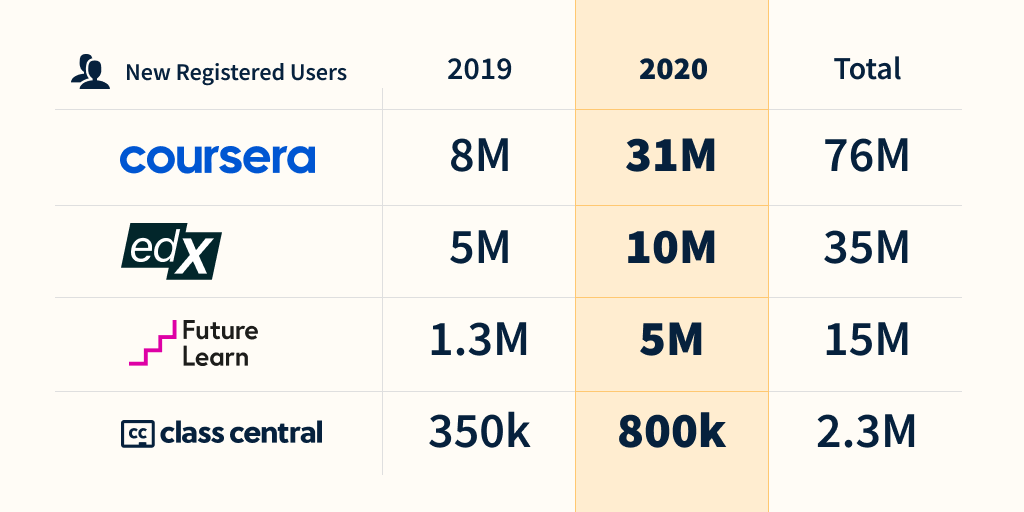 New Registered Users 2019 2020 Total
coursera 8M 31M 76M
edX 5M 10M 35M
Future
Learn 1.3M 5M 15M
cc class central 350k 800k 2.3M